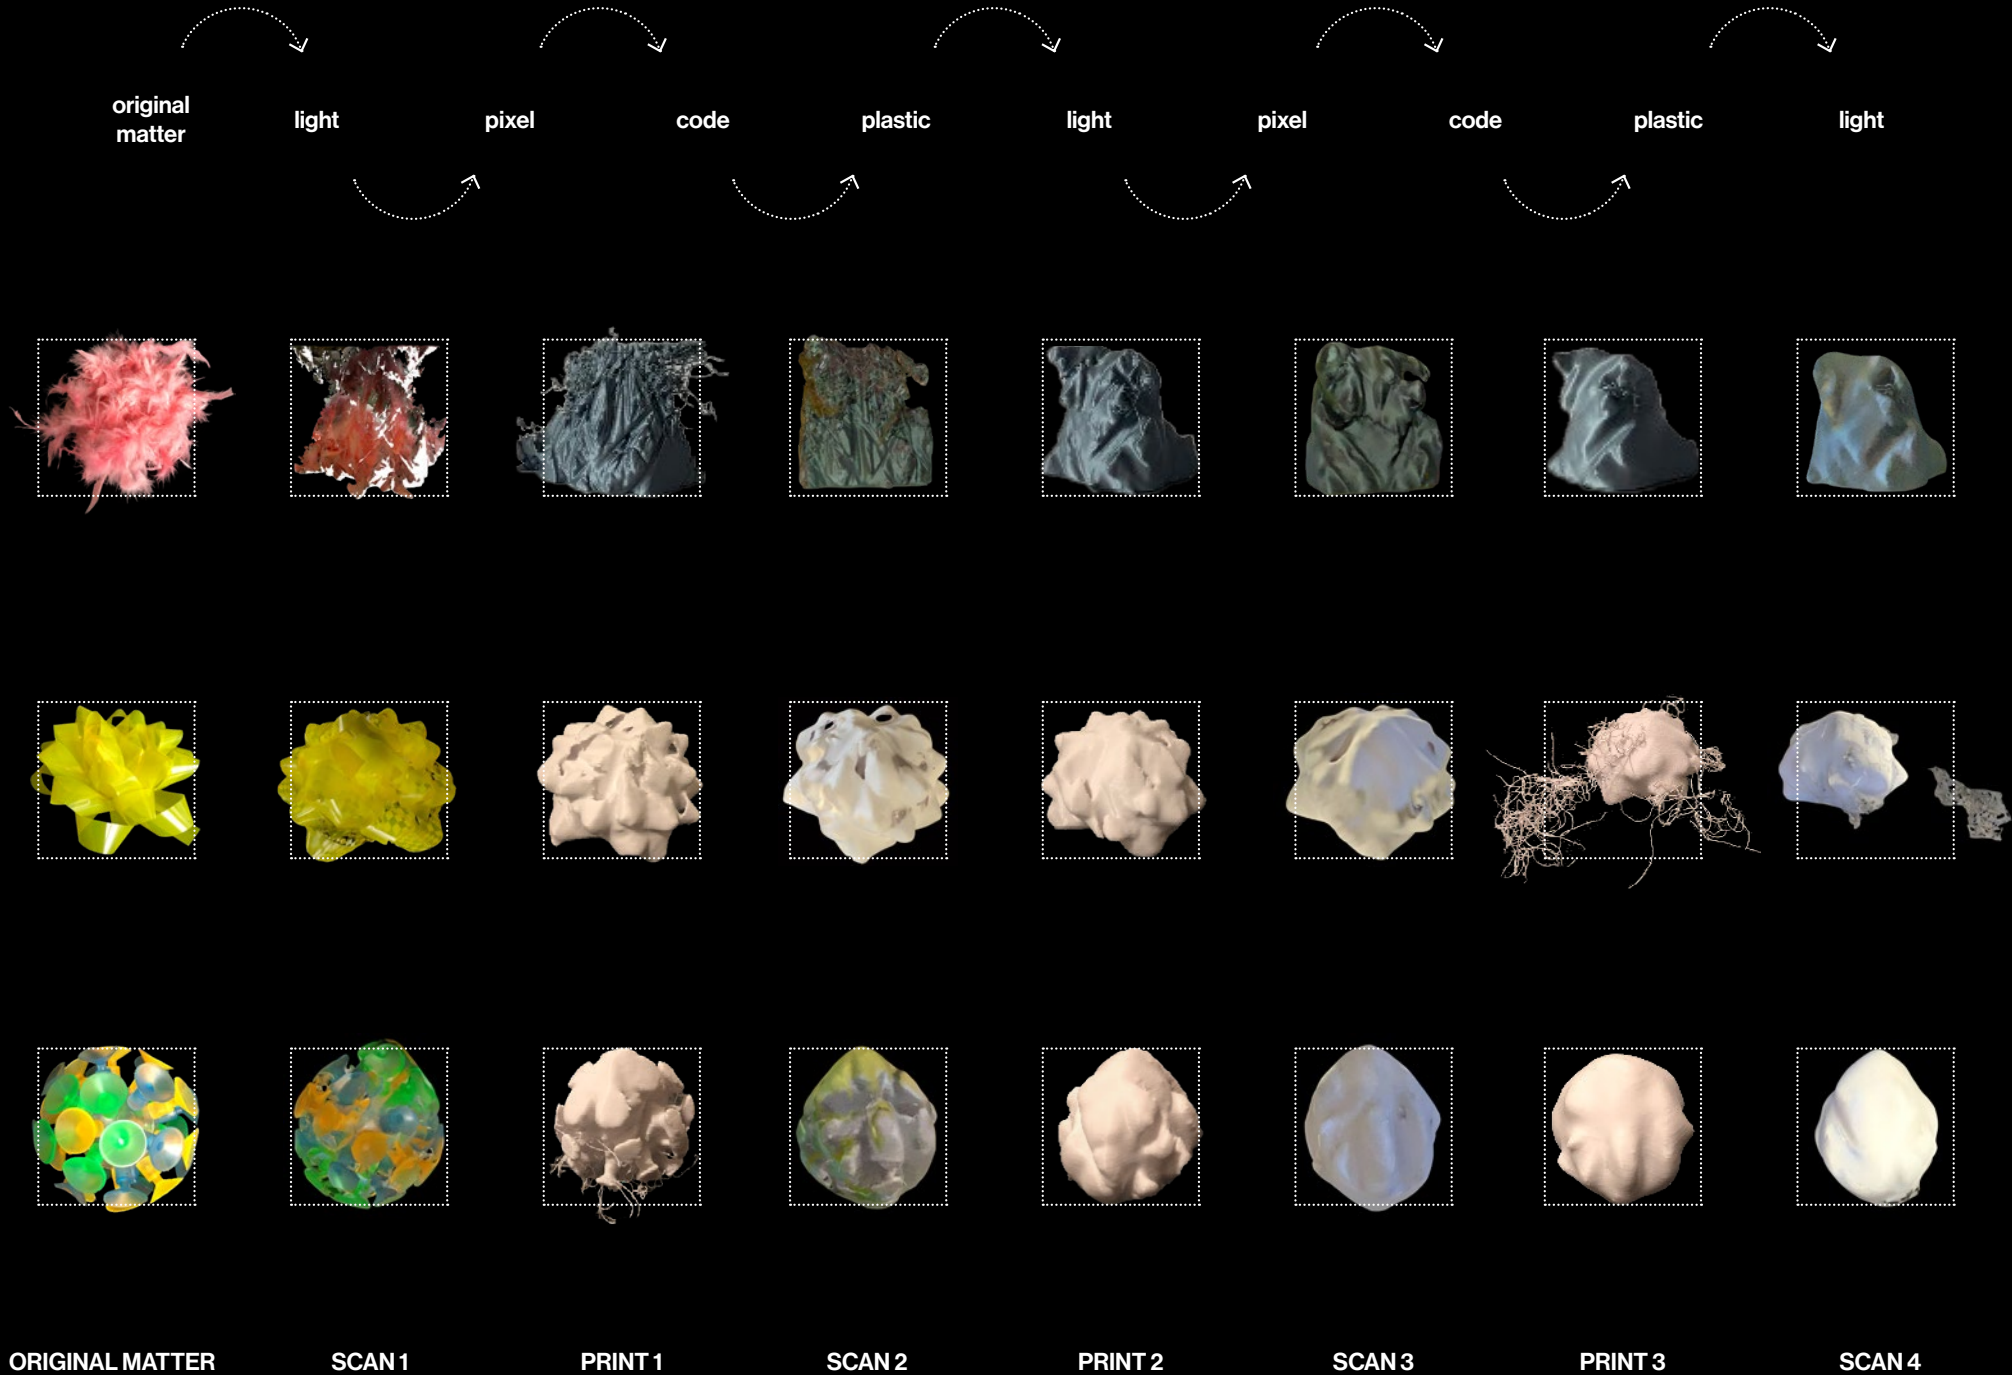 original
matter
light
pixel
code
plastic
light
pixel
code
plastic
light
ORIGINAL MATTER
SCAN 1
PRINT 1
SCAN 2
PRINT 2
SCAN 3
PRINT 3
SCAN 4